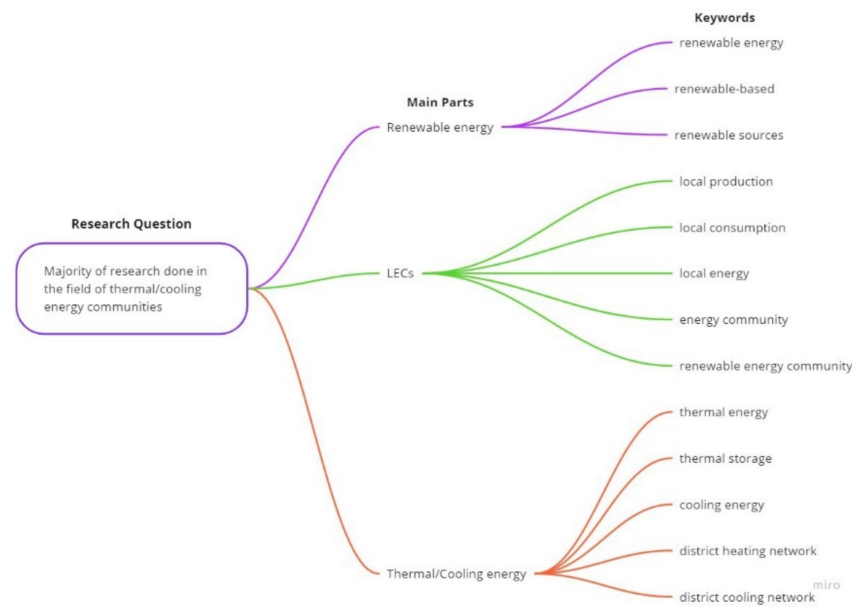 Keywords
renewable energy
Main Parts
renewable-based
Renewable energy
renewable sources
local production
Research Question
local consumption
Majority of research done in
the field of thermal/cooling
energy communities
LECs
local energy
energy community
renewable energy community
thermal energy
thermal storage
cooling energy
district heating network
Thermal/Cooling energy
district cooling network
miro